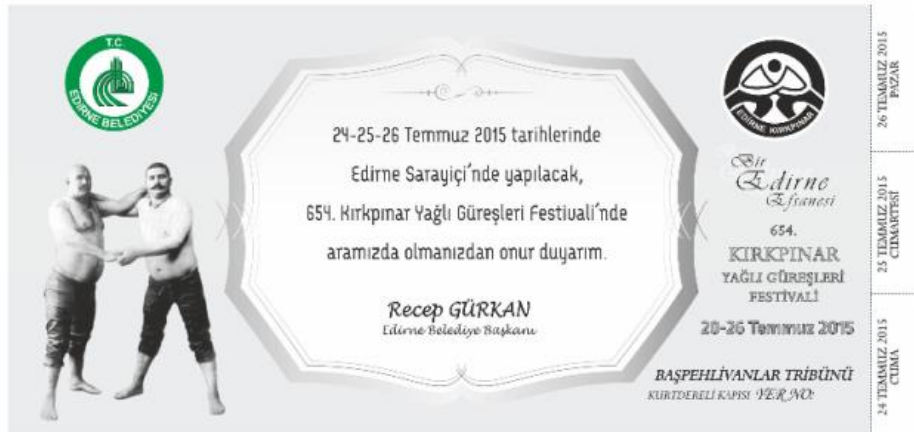 T.C.
EDİRNE BELEDİYESİ
24-25-26 Temmuz 2015 tarihlerinde
Edirne Sarayiçi'nde yapılacak,
654. Kırkpınar Yağlı Güreşleri Festivali'nde
aramızda olmanızdan onur duyarım.
Recep GÜRKAN
Edirne Belediye Başkanı
EDİRNE KIRKPINAR
Bir
Edirne
Efsanesi
654.
KIRKPINAR
YAĞLI GÜREŞLERİ
FESTİVALİ
20-26 Temmuz 2015
BAŞPEHLİVANLAR TRİBÜNÜ
KURTDERELİ KAPISI YER NO:
26 TEMMUZ 2015
PAZAR
25 TEMMUZ 2015
CUMARTESİ
24 TEMMUZ 2015
CUMA